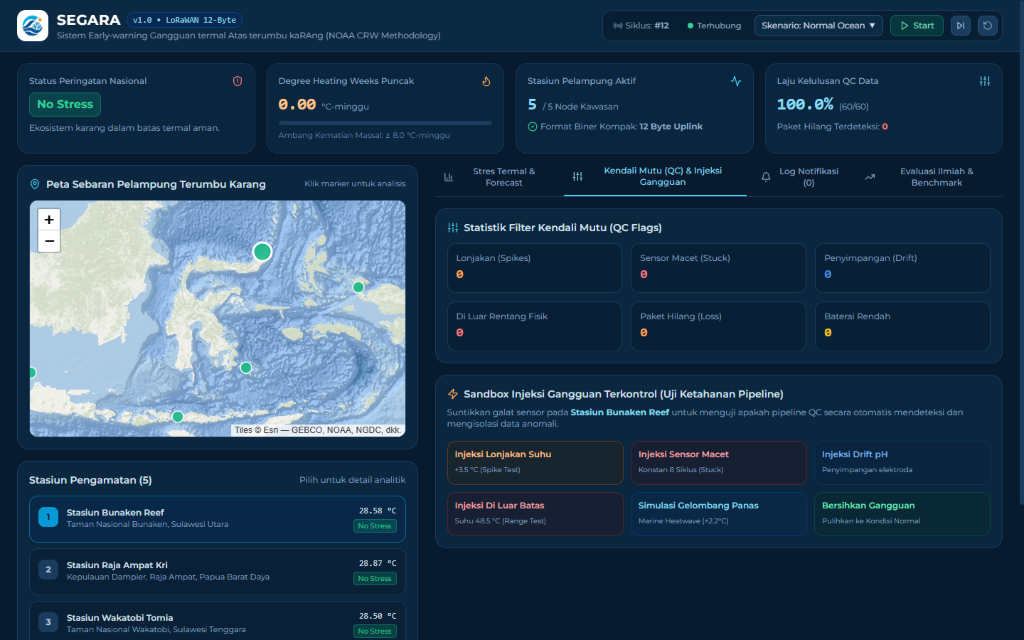 SEGARA
v1.0 • LoRaWAN 12-Byte
Sistem Early-warning Gangguan termal Atas terumbu kaRAng (NOAA CRW Methodology)
Siklus: #12
Terhubung
Skenario: Normal Ocean
Start
Status Peringatan Nasional
No Stress
Ekosistem karang dalam batas termal aman.
Degree Heating Weeks Puncak
0.00 °C-minggu
Ambang Kematian Massal: ≥ 8.0 °C-minggu
Stasiun Pelampung Aktif
5 / 5 Node Kawasan
Format Biner Kompak: 12 Byte Uplink
Laju Kelulusan QC Data
100.0% (60/60)
Paket Hilang Terdeteksi: 0
Peta Sebaran Pelampung Terumbu Karang
Klik marker untuk analisis
+
−
Tiles © Esri — GEBCO, NOAA, NGDC, dkk.
Stasiun Pengamatan (5)
Pilih untuk detail analitik
1
Stasiun Bunaken Reef
Taman Nasional Bunaken, Sulawesi Utara
28.58 °C
No Stress
2
Stasiun Raja Ampat Kri
Kepulauan Dampier, Raja Ampat, Papua Barat Daya
28.87 °C
No Stress
3
Stasiun Wakatobi Tomia
Taman Nasional Wakatobi, Sulawesi Tenggara
28.50 °C
No Stress
Stres Termal &
Forecast
Kendali Mutu (QC) & Injeksi
Gangguan
Log Notifikasi
(0)
Evaluasi Ilmiah &
Benchmark
Statistik Filter Kendali Mutu (QC Flags)
Lonjakan (Spikes)
0
Sensor Macet (Stuck)
0
Penyimpangan (Drift)
0
Di Luar Rentang Fisik
0
Paket Hilang (Loss)
0
Baterai Rendah
0
Sandbox Injeksi Gangguan Terkontrol (Uji Ketahanan Pipeline)
Suntikkan galat sensor pada Stasiun Bunaken Reef untuk menguji apakah pipeline QC secara otomatis mendeteksi dan
mengisolasi data anomali.
Injeksi Lonjakan Suhu
+3.5 °C (Spike Test)
Injeksi Sensor Macet
Konstan 8 Siklus (Stuck)
Injeksi Drift pH
Penyimpangan elektroda
Injeksi Di Luar Batas
Suhu 48.5 °C (Range Test)
Simulasi Gelombang Panas
Marine Heatwave (+2.2°C)
Bersihkan Gangguan
Pulihkan ke Kondisi Normal